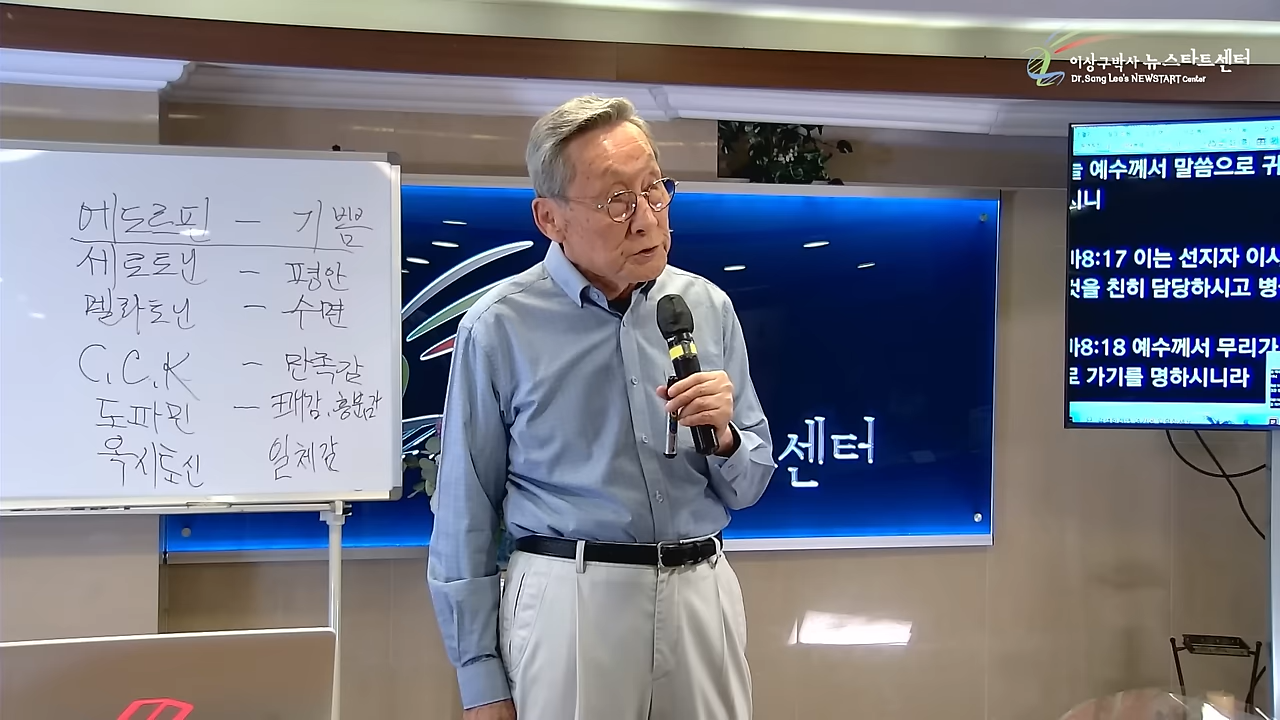 이상구박사 뉴스타트센터
Dr. Sang Lee's NEWSTART Center
에도르핀 - 기쁨
세로토닌 - 평안
멜라토닌 - 수면
C.C.K - 만족감
도파민 - 쾌감.흥분감
옥시토신 일체감
센터
예수께서 말씀으로 귀
시니
마8:17 이는 선지자 이사
것을 친히 담당하시고 병
마8:18 예수께서 무리가
로 가기를 명하시니라